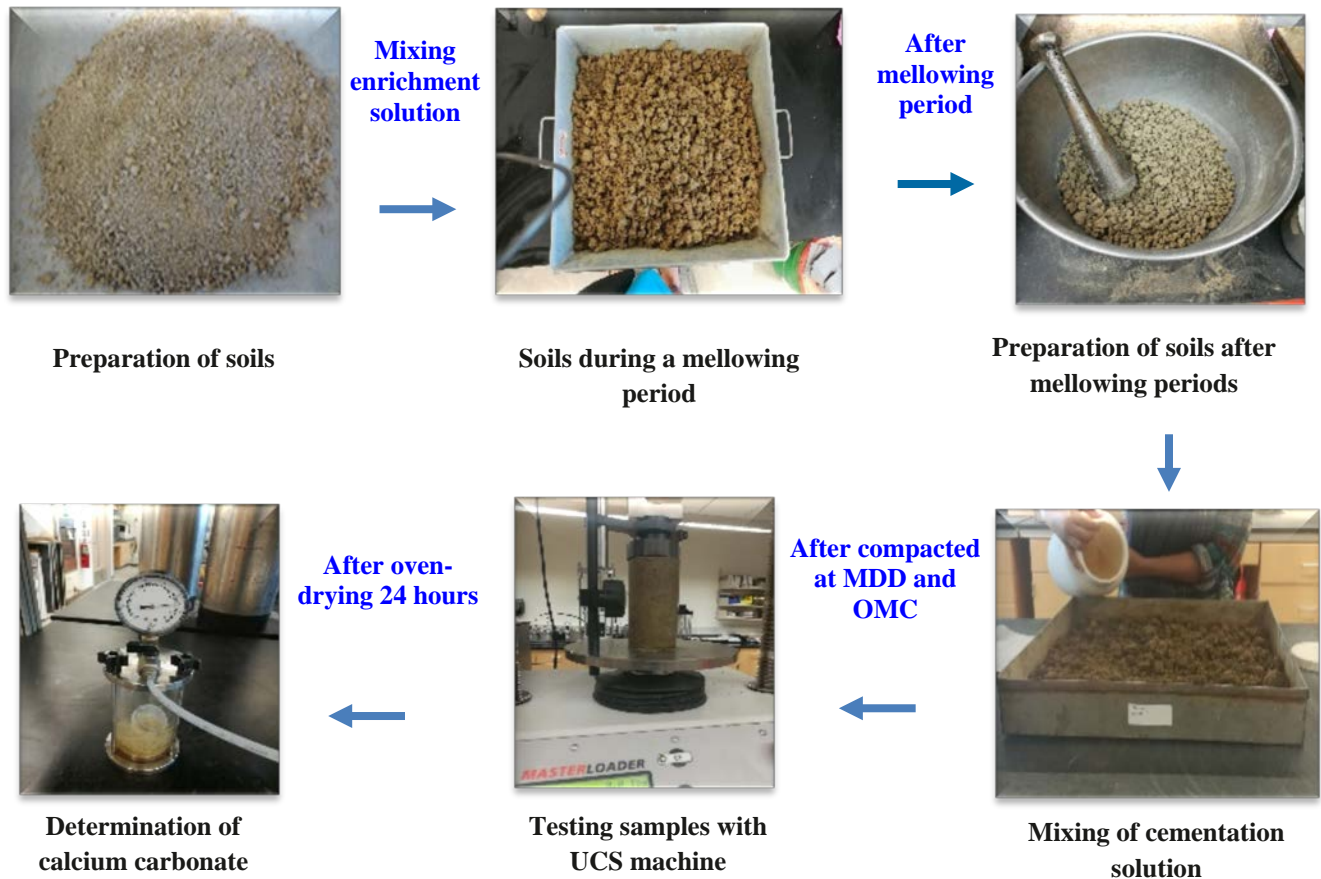 Mixing
enrichment
solution
After
mellowing
period
Preparation of soils
Soils during a mellowing
period
Preparation of soils after
mellowing periods
After oven-
drying 24 hours
After compacted
at MDD and
OMC
MASTERLOADER
Determination of
calcium carbonate
Testing samples with
UCS machine
Mixing of cementation
solution